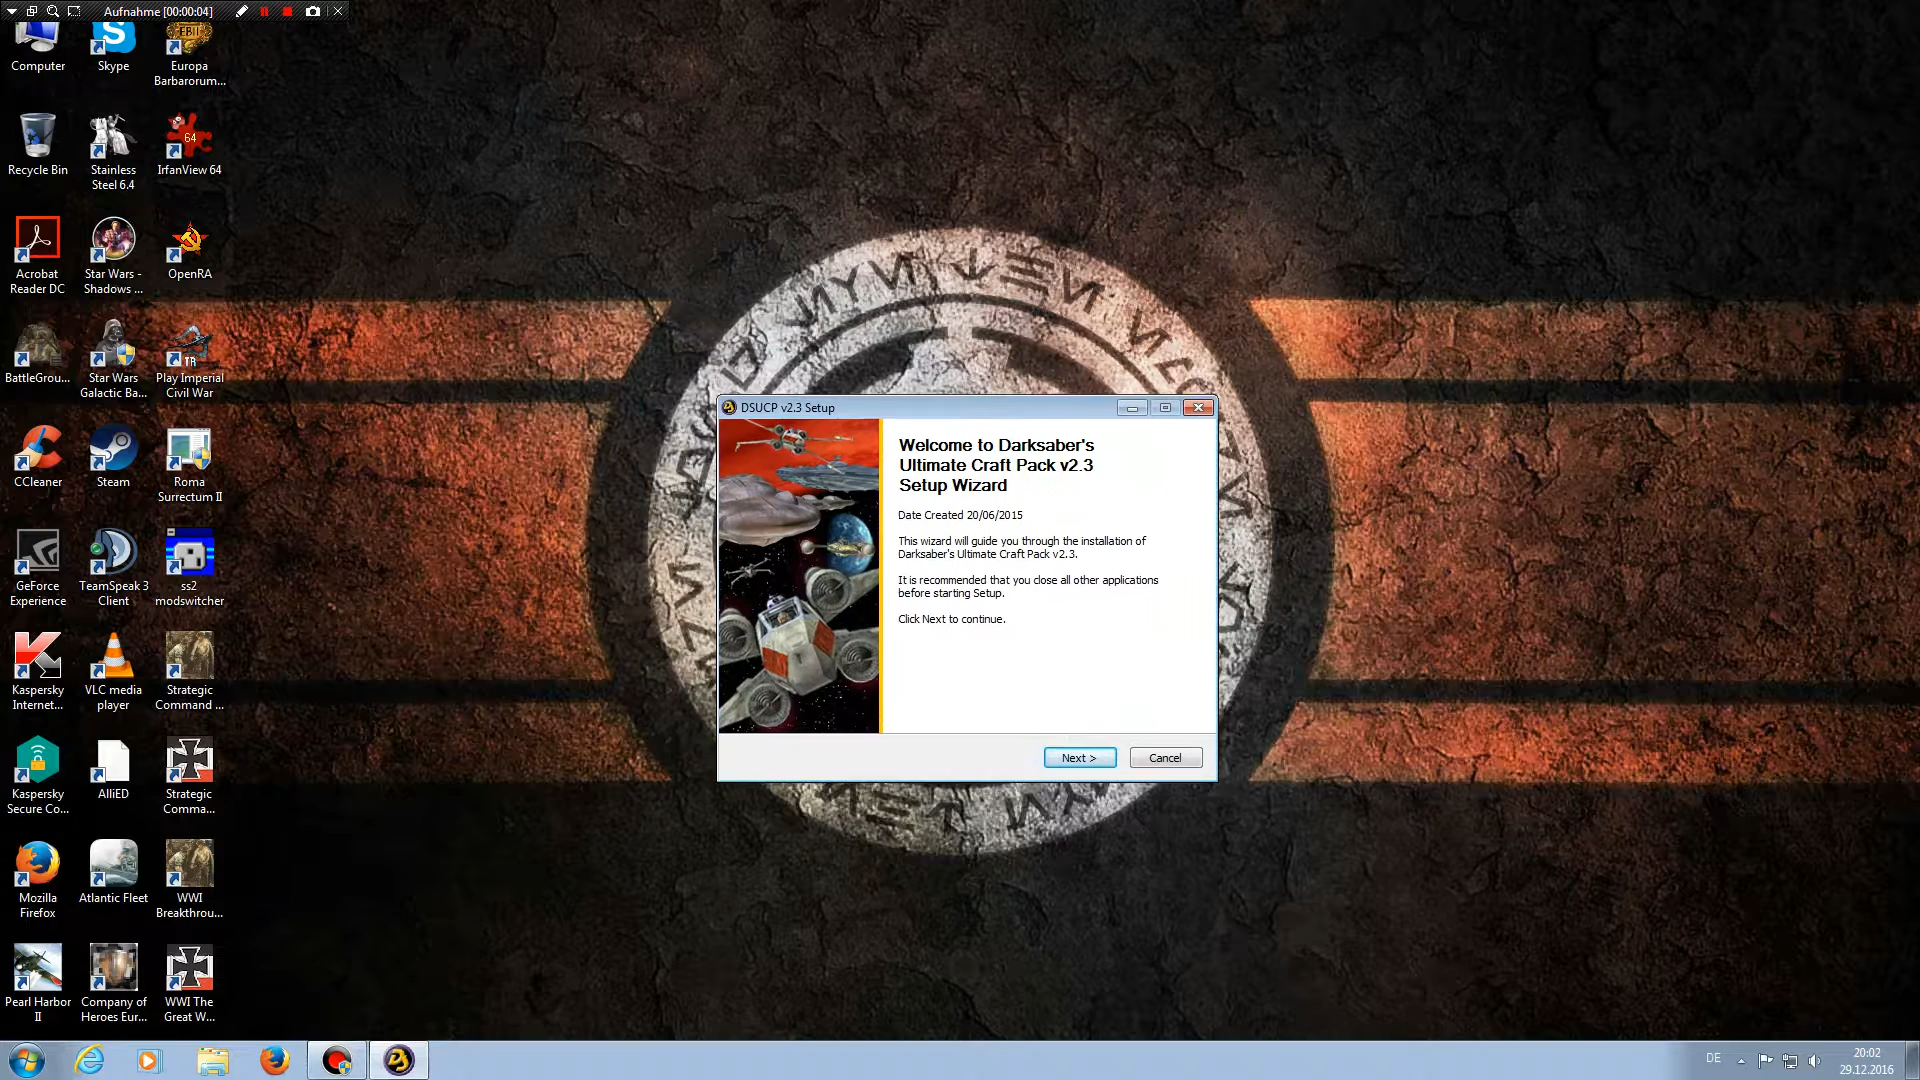 Aufnahme [00:00:04]
Computer
Skype
Europa
Barbarorum...
Recycle Bin
Stainless
Steel 6.4
64
IrfanView 64
Acrobat
Reader DC
Star Wars -
Shadows ...
OpenRA
BattleGrou...
Star Wars
Galactic Ba...
Play Imperial
Civil War
CCleaner
Steam
Roma
Surrectum II
GeForce
Experience
TeamSpeak 3
Client
ss2
modswitcher
Kaspersky
Internet...
VLC media
player
Strategic
Command ...
Kaspersky
Secure Co...
AlliED
Strategic
Comma...
Mozilla
Firefox
Atlantic Fleet
WWI
Breakthrou...
Pearl Harbor
II
Company of
Heroes Eur...
WWI The
Great W...
DSUCP v2.3 Setup
Welcome to Darksaber's
Ultimate Craft Pack v2.3
Setup Wizard
Date Created 20/06/2015
This wizard will guide you through the installation of
Darksaber's Ultimate Craft Pack v2.3.
It is recommended that you close all other applications
before starting Setup.
Click Next to continue.
Next >
Cancel
DE
20:02
29.12.2016